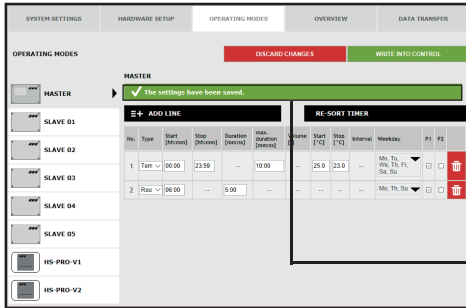 SYSTEM SETTINGS HARDWARE SETUP OPERATING MODES OVERVIEW DATA TRANSFER
OPERATING MODES DISCARD CHANGES WRITE INTO CONTROL
MASTER
The settings have been saved.
ADD LINE RE-SORT TIMER
No. Type Start [hh:mm] Stop [hh:mm] Duration [mm:ss] max. duration [mm:ss] Start [°C] Stop [°C] Interval Weekday P1 P2
1 Tem 00:00 23:59 -- 10:00 -- 25.0 23.0 -- Mo, Tu, We, Th, Fr, Sa, Su
2 Rou 06:00 -- 5:00 -- -- -- -- -- Mo, Th, Su
MASTER
SLAVE 01
SLAVE 02
SLAVE 03
SLAVE 04
SLAVE 05
HS-PRO-V1
HS-PRO-V2